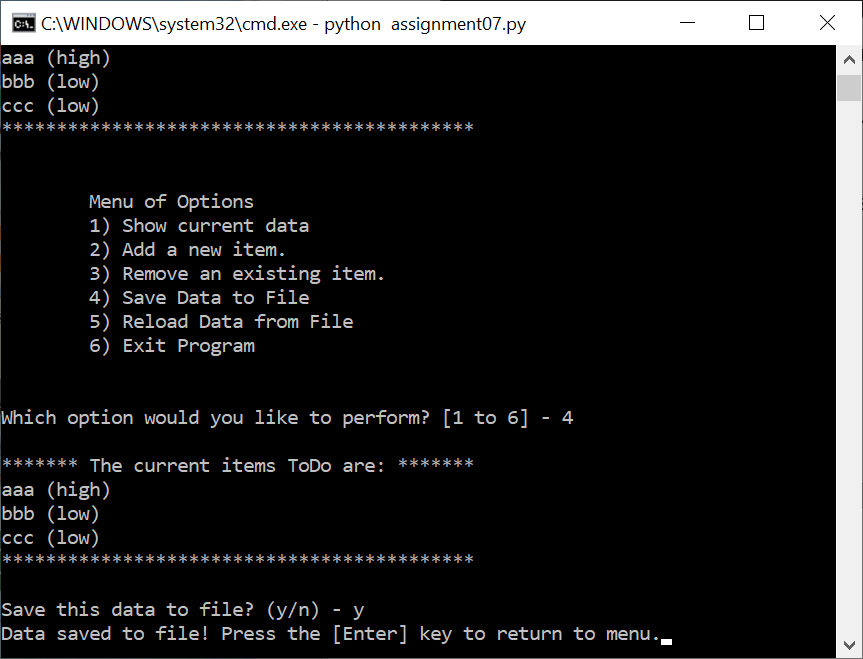 C:\WINDOWS\system32\cmd.exe - python  assignment07.py
aaa (high)
bbb (low)
ccc (low)
*******************************************
Menu of Options
1) Show current data
2) Add a new item.
3) Remove an existing item.
4) Save Data to File
5) Reload Data from File
6) Exit Program
Which option would you like to perform? [1 to 6] - 4
******* The current items ToDo are: *******
aaa (high)
bbb (low)
ccc (low)
*******************************************
Save this data to file? (y/n) - y
Data saved to file! Press the [Enter] key to return to menu.